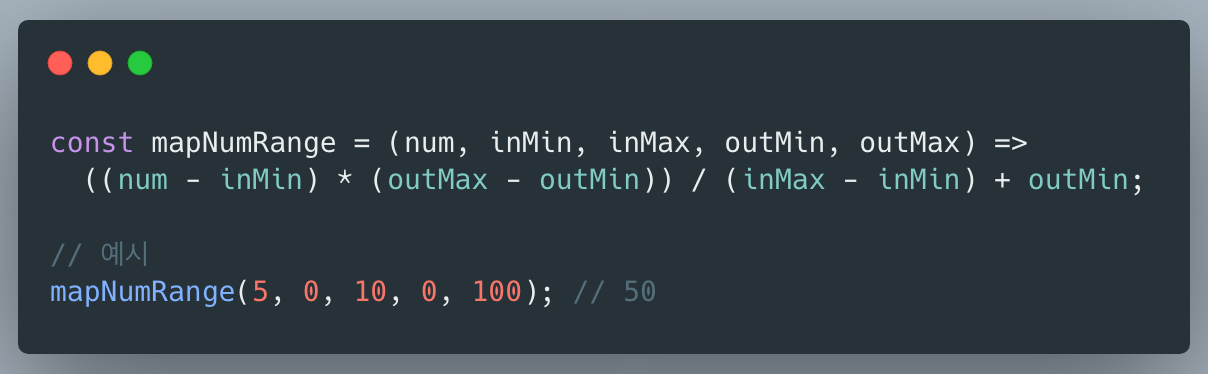 const mapNumRange = (num, inMin, inMax, outMin, outMax) =>
((num - inMin) * (outMax - outMin)) / (inMax - inMin) + outMin;
// 예시
mapNumRange(5, 0, 10, 0, 100); // 50